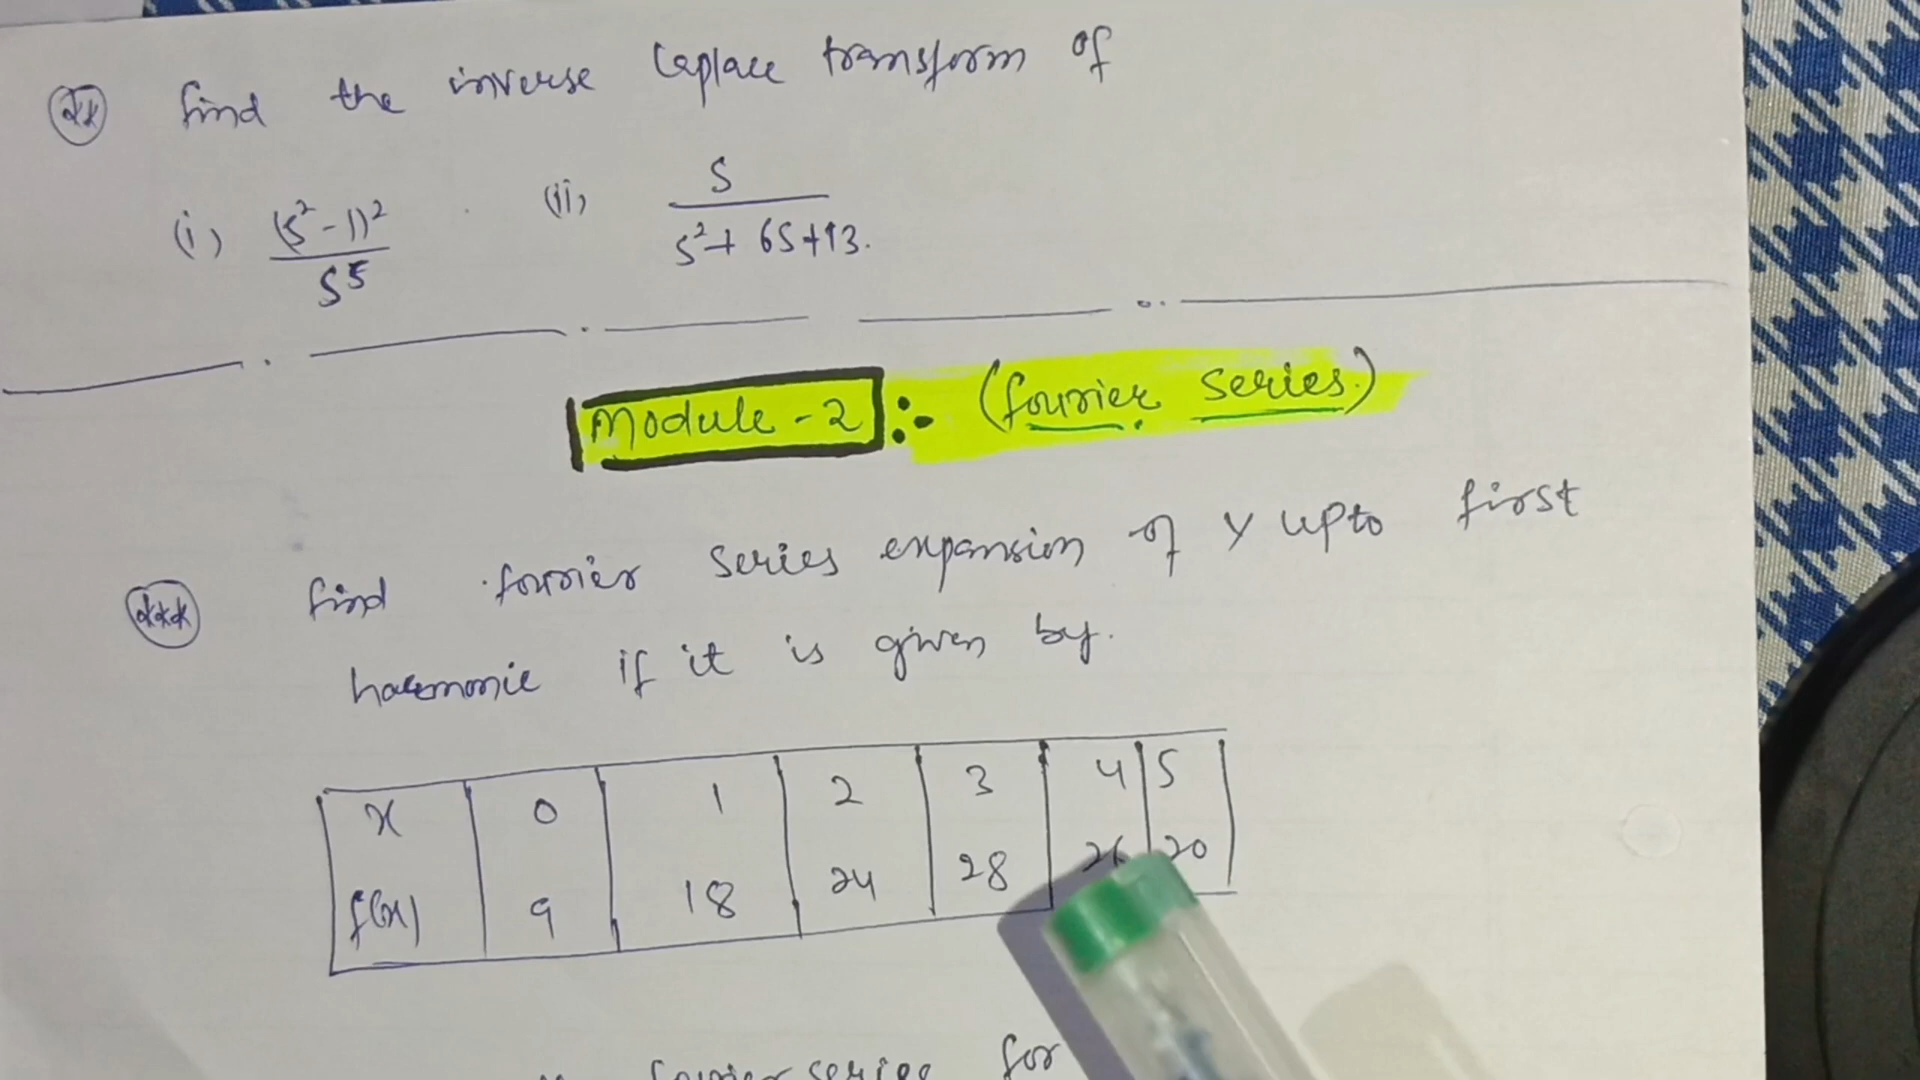 ** find the inverse Laplace transform of
(i) (s²-1)² / s⁵ (ii) s / s²+6s+13.
Module-2 :- (fourier series.)
*** find fourier series expansion of y upto first
harmonic if it is given by.
x 0 1 2 3 4 5
f(x) 9 18 24 28 26 20
fourier series for